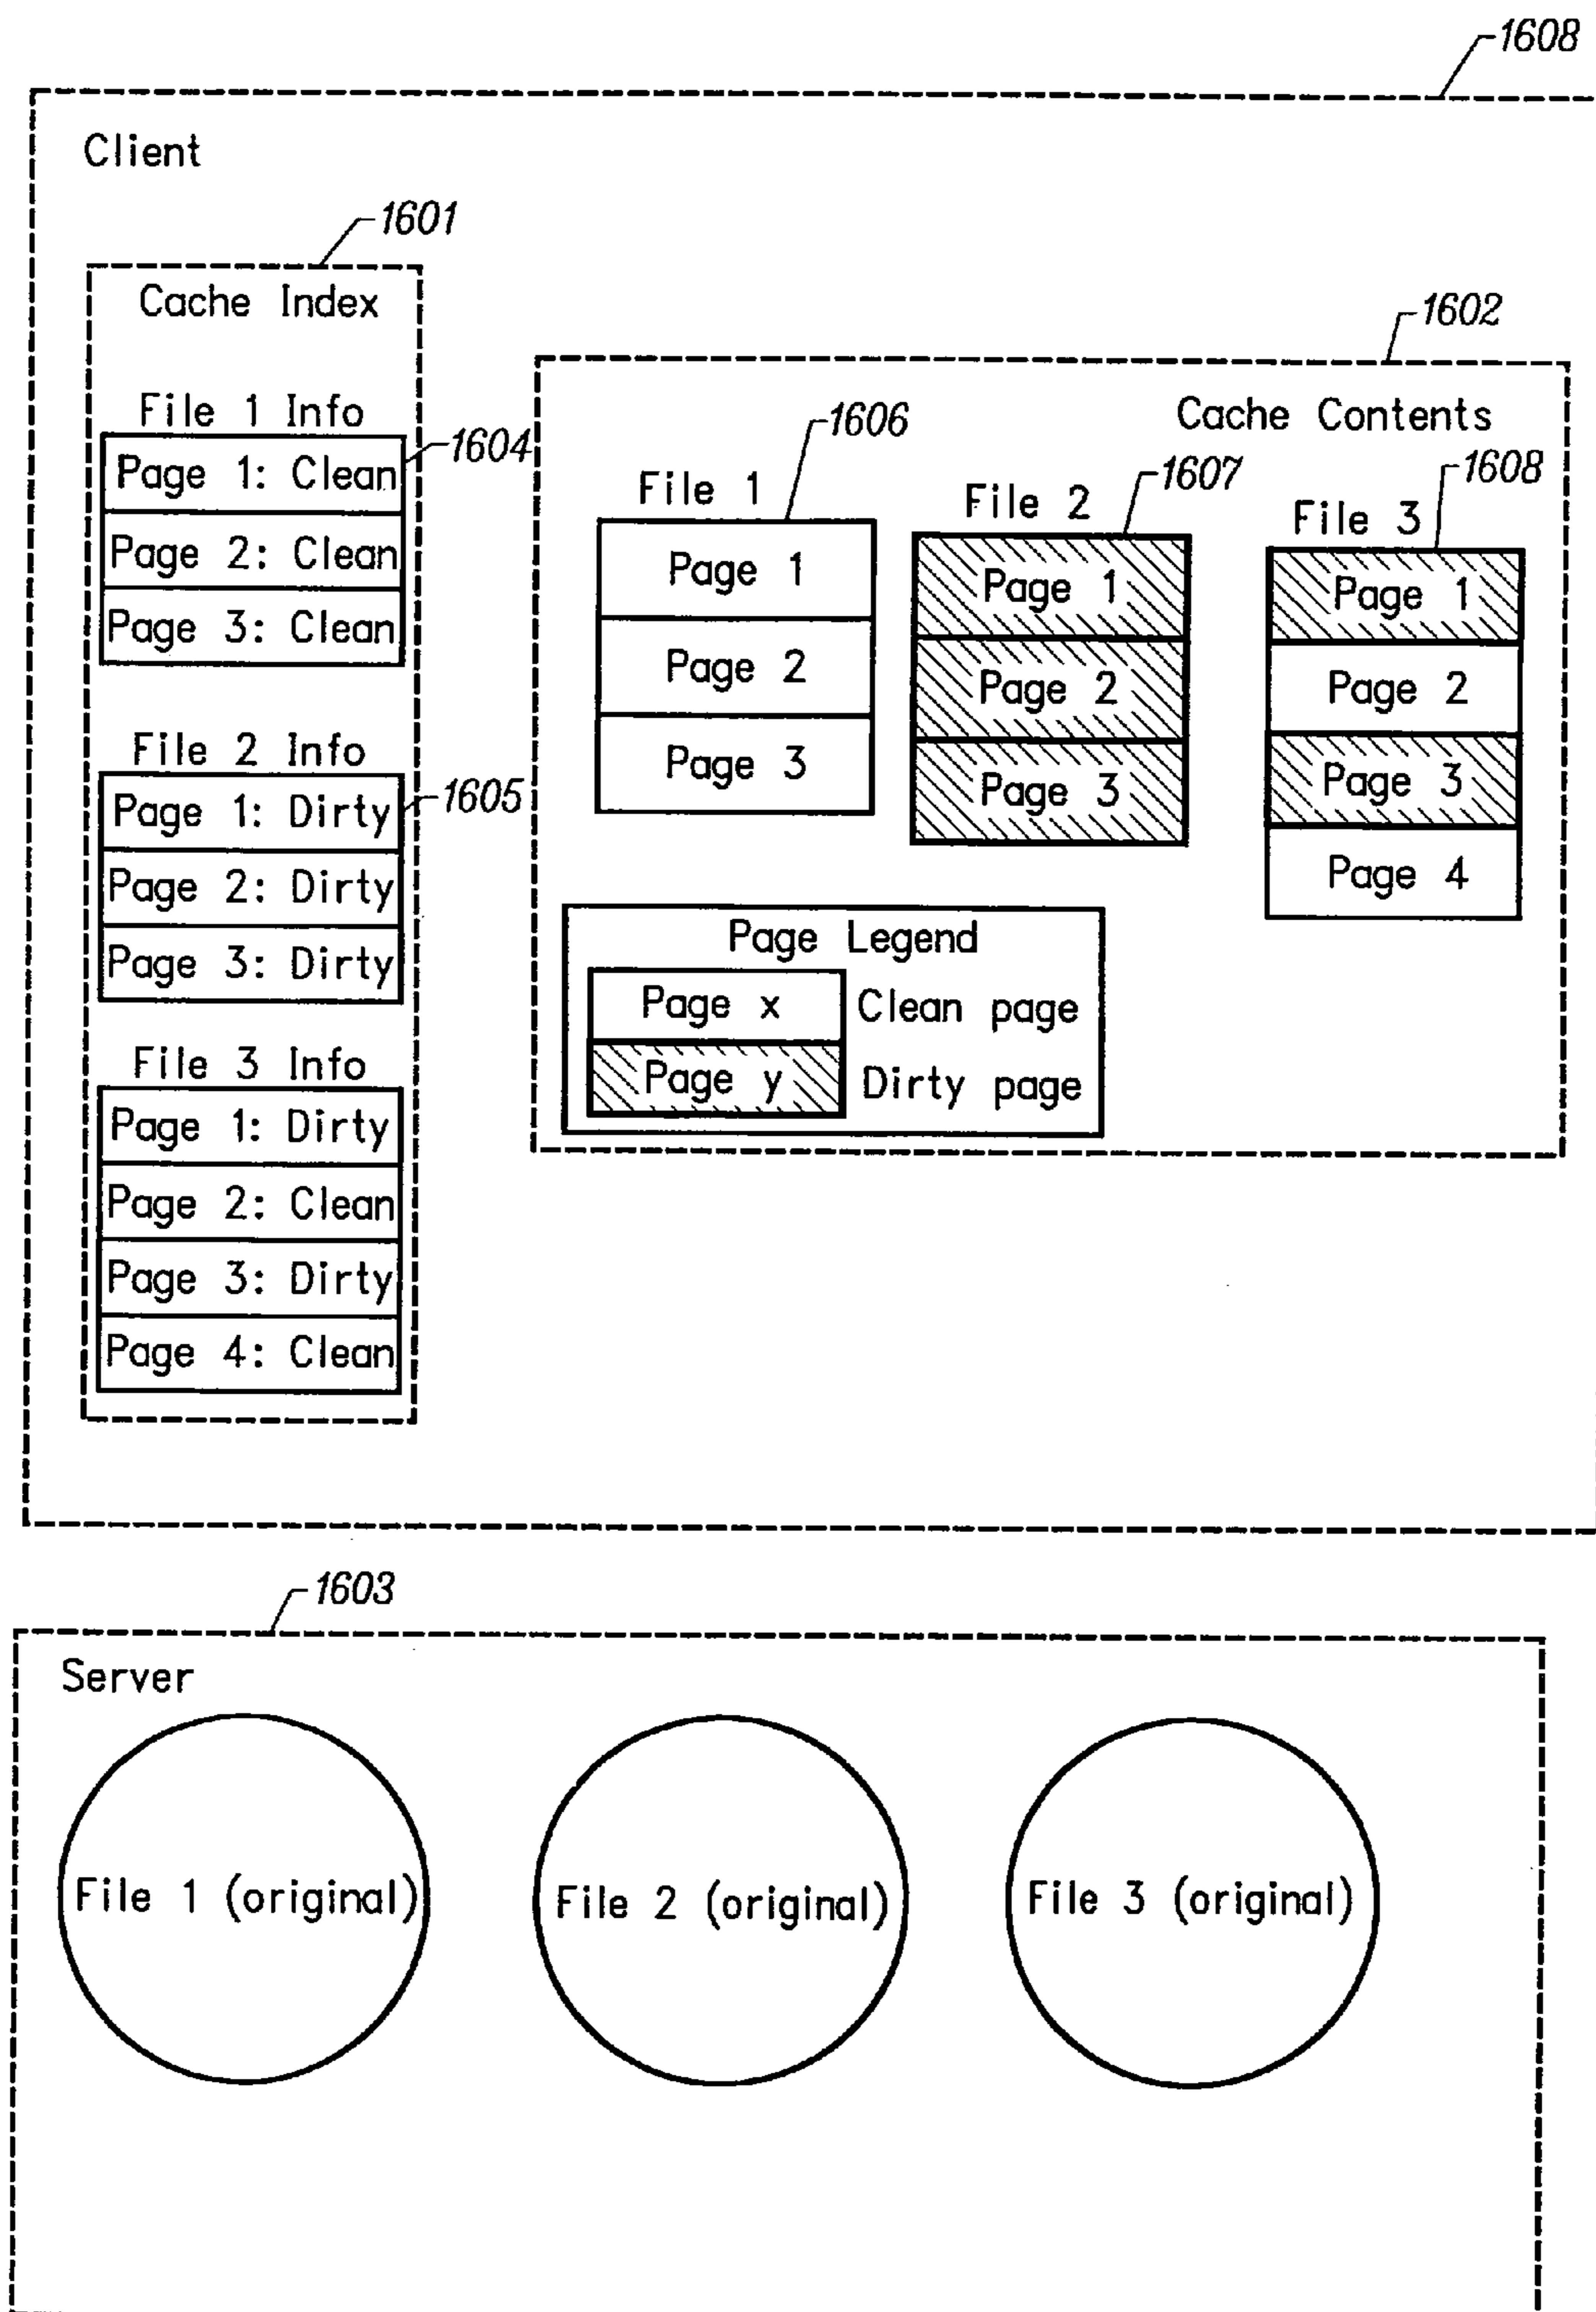 1608
Client
1601
Cache Index
1602
File 1 Info
Cache Contents
1604
1606
Page 1: Clean
Page 2: Clean
Page 3: Clean
1607
1608
File 1
File 2
File 3
Page 1
Page 2
Page 3
Page 1
Page 2
Page 3
Page 1
Page 2
Page 3
Page 4
File 2 Info
1605
Page 1: Dirty
Page 2: Dirty
Page 3: Dirty
Page Legend
Page x Clean page
Page y Dirty page
File 3 Info
Page 1: Dirty
Page 2: Clean
Page 3: Dirty
Page 4: Clean
1603
Server
File 1 (original)
File 2 (original)
File 3 (original)